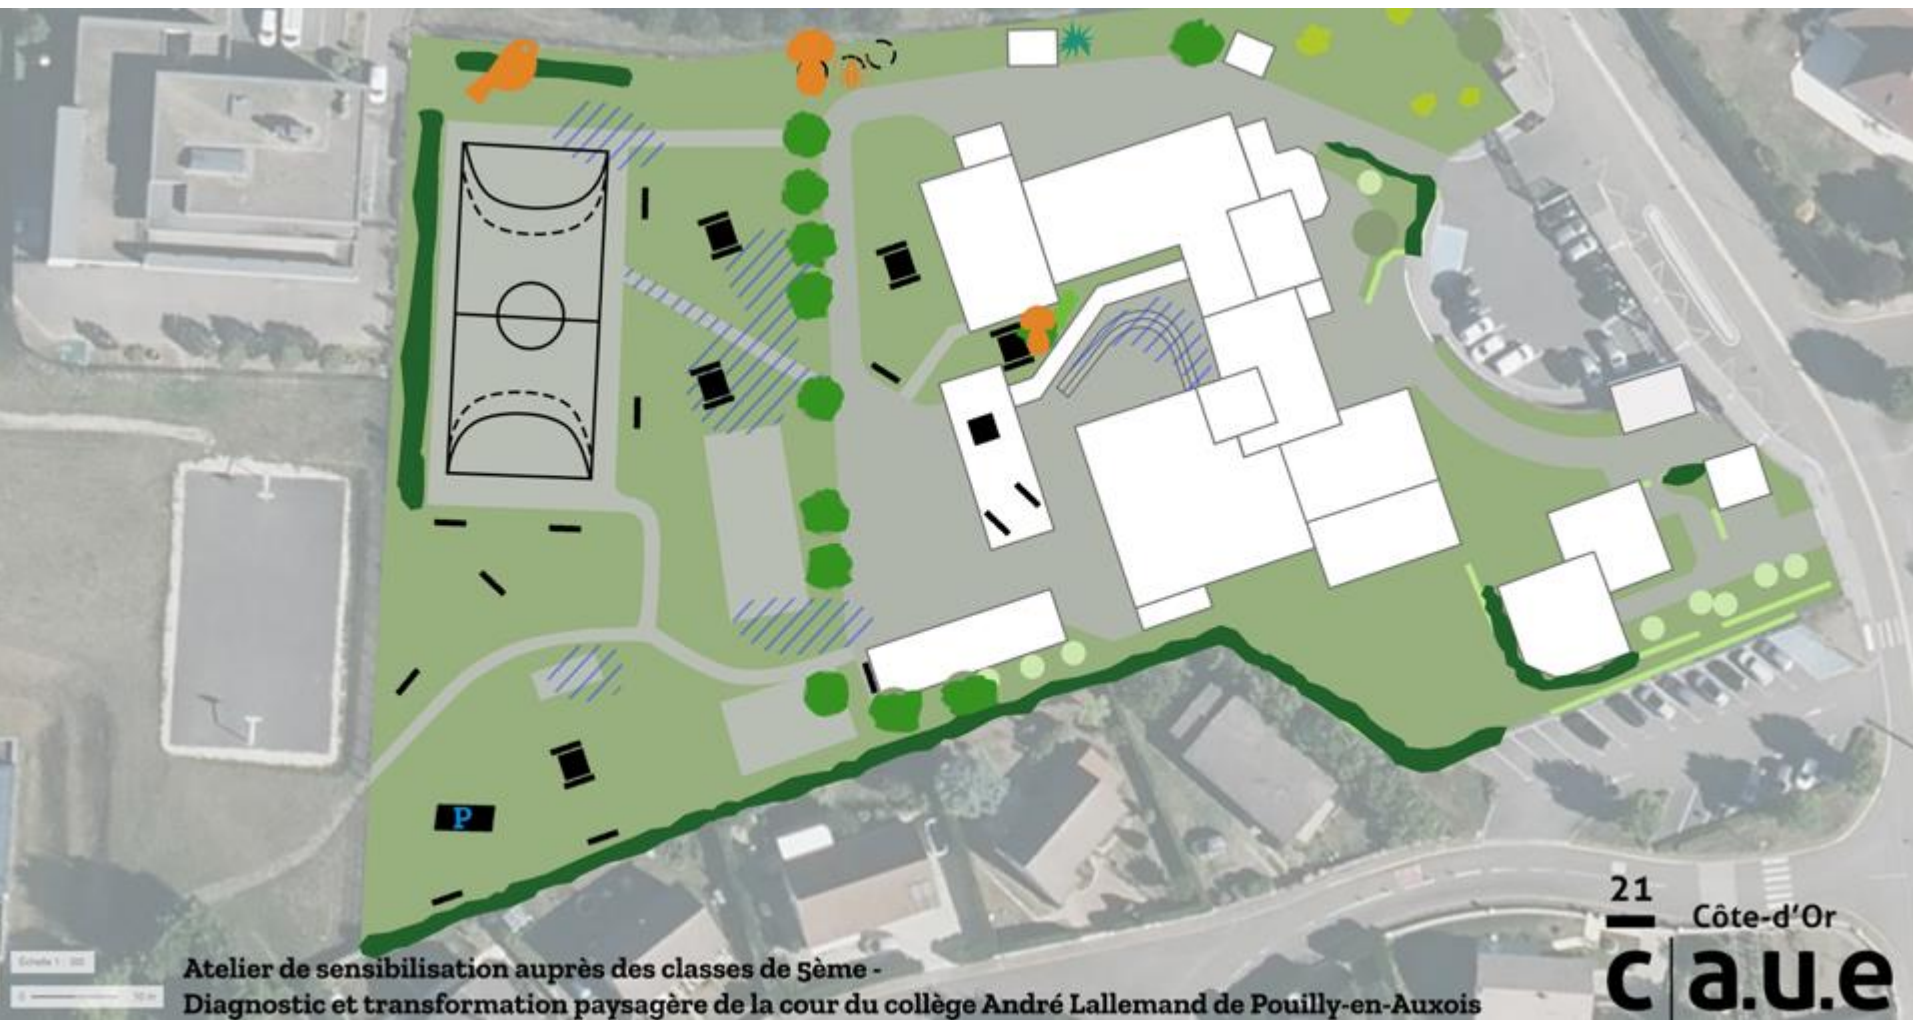 P
21
Côte-d'Or
c|a.u.e
Atelier de sensibilisation auprès des classes de 5ème -
Diagnostic et transformation paysagère de la cour du collège André Lallemand de Pouilly-en-Auxois